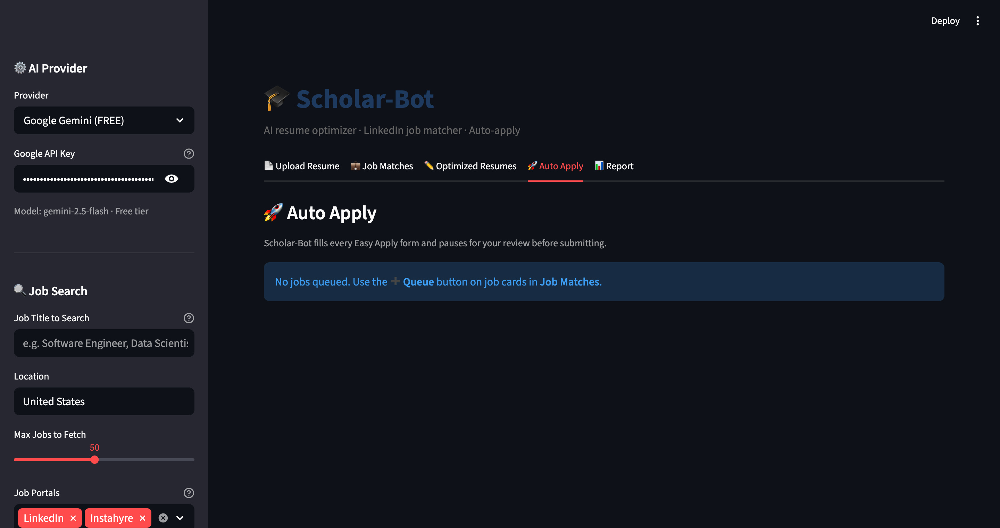 Deploy
AI Provider
Provider
Google Gemini (FREE)
Google API Key
Model: gemini-2.5-flash · Free tier
Job Search
Job Title to Search
e.g. Software Engineer, Data Scientis
Location
United States
Max Jobs to Fetch
50
Job Portals
LinkedIn Instahyre
Scholar-Bot
AI resume optimizer · LinkedIn job matcher · Auto-apply
Upload Resume Job Matches Optimized Resumes Auto Apply Report
Auto Apply
Scholar-Bot fills every Easy Apply form and pauses for your review before submitting.
No jobs queued. Use the ➕ Queue button on job cards in Job Matches.